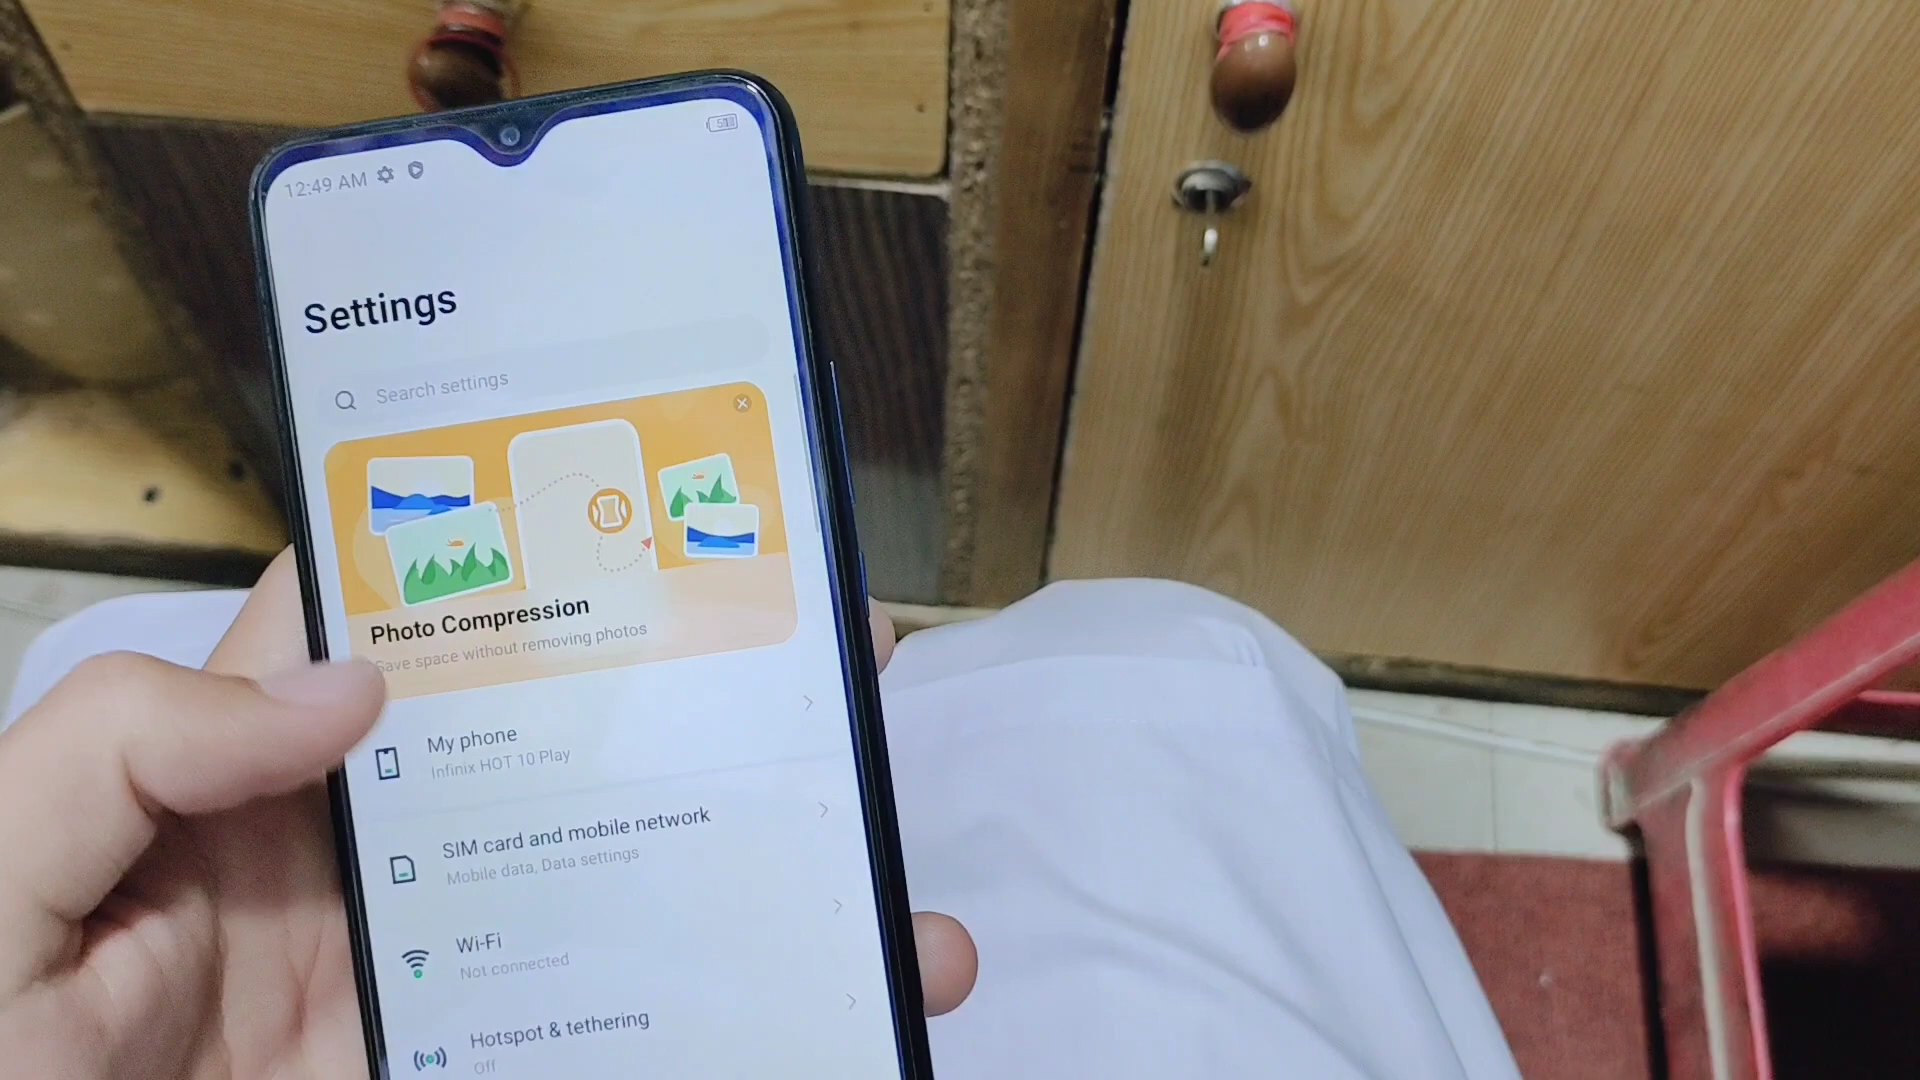 12:49 AM
Settings
Search settings
Photo Compression
Save space without removing photos
My phone
Infinix HOT 10 Play
SIM card and mobile network
Mobile data, Data settings
Wi-Fi
Not connected
Hotspot & tethering
Off